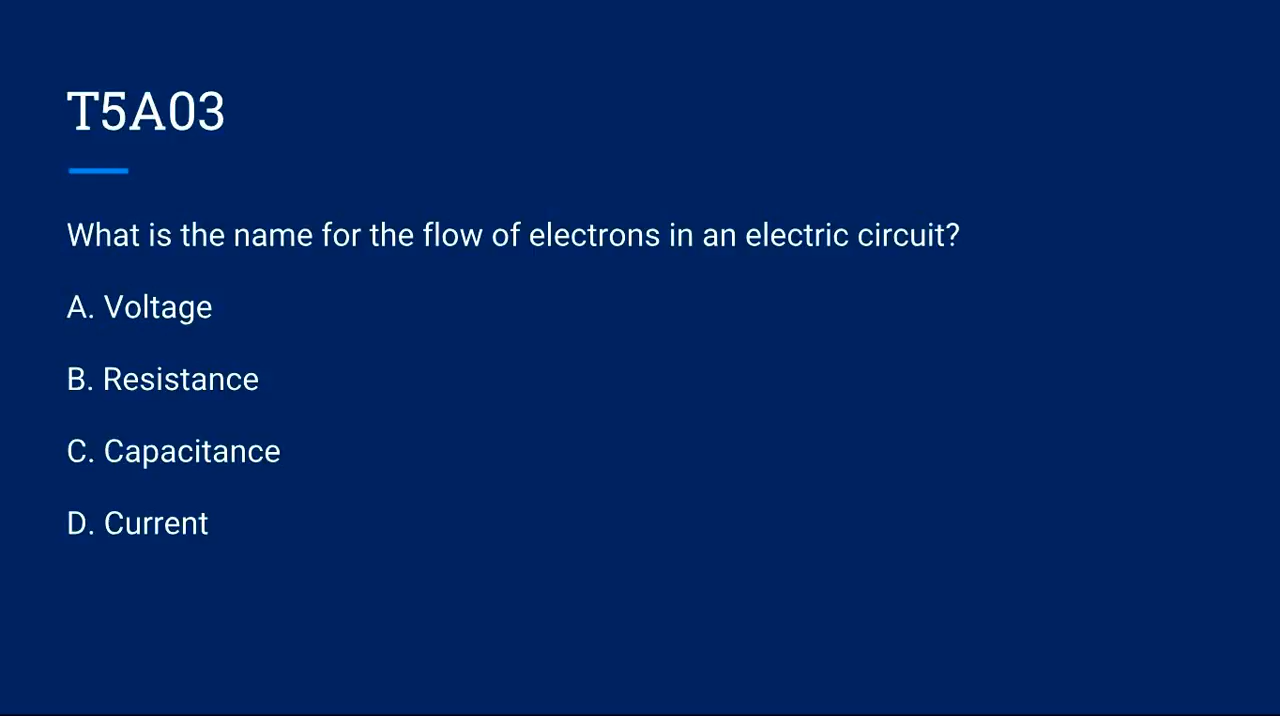 T5A03
What is the name for the flow of electrons in an electric circuit?
A. Voltage
B. Resistance
C. Capacitance
D. Current